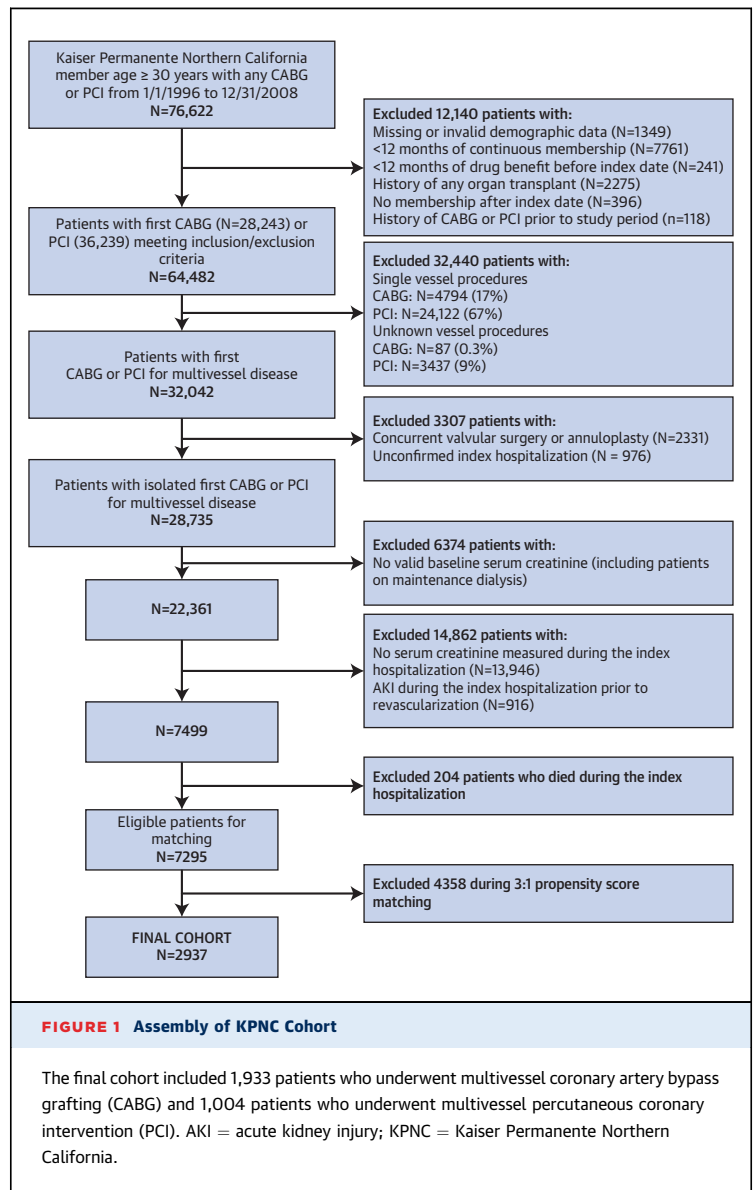 Kaiser Permanente Northern California
member age ≥ 30 years with any CABG
or PCI from 1/1/1996 to 12/31/2008
N=76,622
Excluded 12,140 patients with:
Missing or invalid demographic data (N=1349)
<12 months of continuous membership (N=7761)
<12 months of drug benefit before index date (N=241)
History of any organ transplant (N=2275)
No membership after index date (N=396)
History of CABG or PCI prior to study period (n=118)
Patients with first CABG (N=28,243) or
PCI (36,239) meeting inclusion/exclusion
criteria
N=64,482
Excluded 32,440 patients with:
Single vessel procedures
CABG: N=4794 (17%)
PCI: N=24,122 (67%)
Unknown vessel procedures
CABG: N=87 (0.3%)
PCI: N=3437 (9%)
Patients with first
CABG or PCI for multivessel disease
N=32,042
Excluded 3307 patients with:
Concurrent valvular surgery or annuloplasty (N=2331)
Unconfirmed index hospitalization (N = 976)
Patients with isolated first CABG or PCI
for multivessel disease
N=28,735
Excluded 6374 patients with:
No valid baseline serum creatinine (including patients
on maintenance dialysis)
N=22,361
Excluded 14,862 patients with:
No serum creatinine measured during the index
hospitalization (N=13,946)
AKI during the index hospitalization prior to
revascularization (N=916)
N=7499
Excluded 204 patients who died during the index
hospitalization
Eligible patients for
matching
N=7295
Excluded 4358 during 3:1 propensity score
matching
FINAL COHORT
N=2937
FIGURE 1 Assembly of KPNC Cohort
The final cohort included 1,933 patients who underwent multivessel coronary artery bypass
grafting (CABG) and 1,004 patients who underwent multivessel percutaneous coronary
intervention (PCI). AKI = acute kidney injury; KPNC = Kaiser Permanente Northern
California.